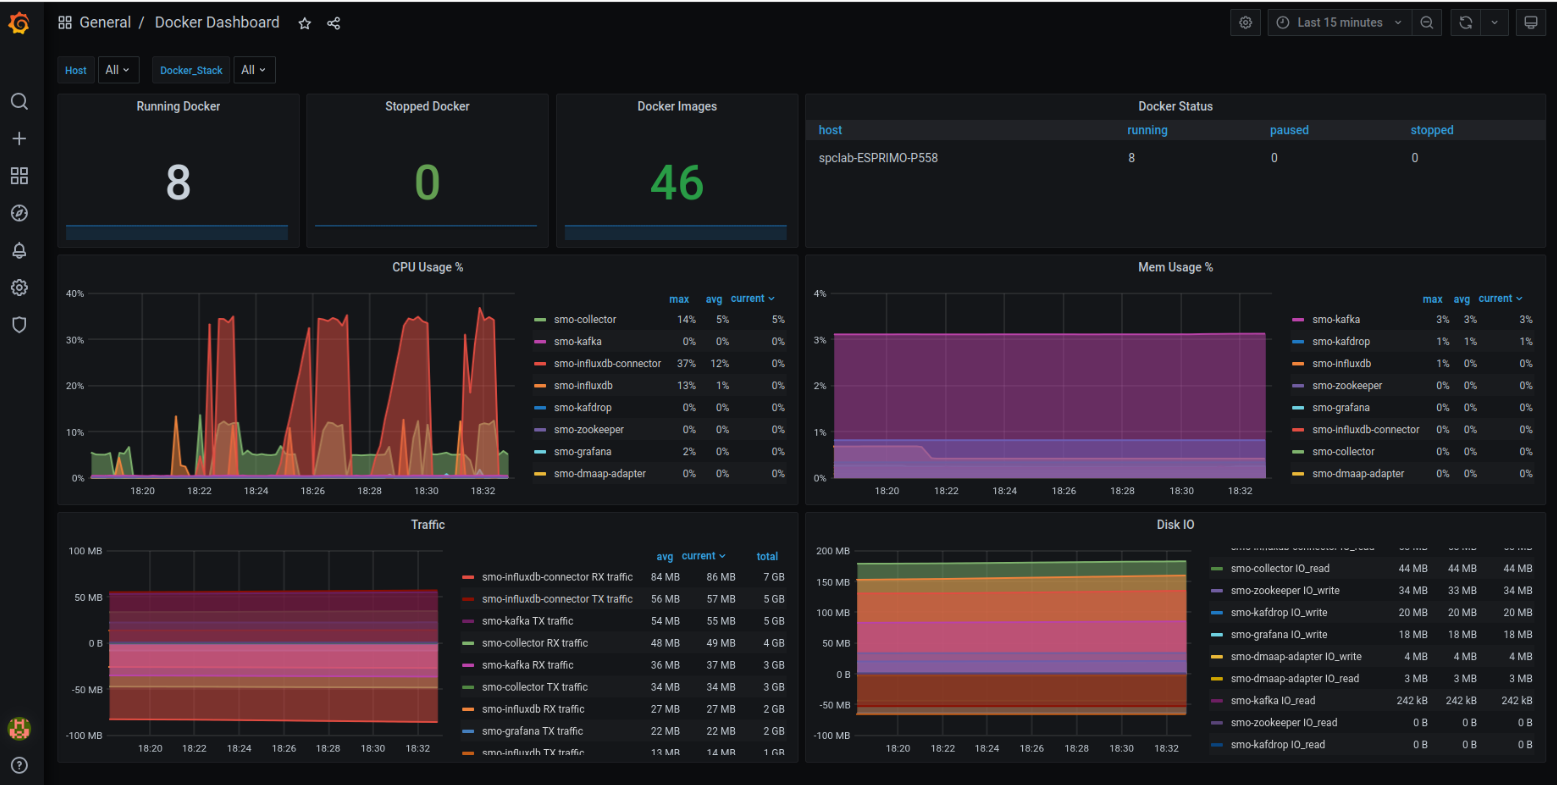 General / Docker Dashboard
Last 15 minutes
Host All Docker_Stack All
Running Docker
8
Stopped Docker
0
Docker Images
46
Docker Status
host running paused stopped
spclab-ESPRIMO-P558 8 0 0
CPU Usage %
40%
30%
20%
10%
0%
18:20 18:22 18:24 18:26 18:28 18:30 18:32
max avg current
smo-collector 14% 5% 5%
smo-kafka 0% 0% 0%
smo-influxdb-connector 37% 12% 0%
smo-influxdb 13% 1% 0%
smo-kafdrop 0% 0% 0%
smo-zookeeper 0% 0% 0%
smo-grafana 2% 0% 0%
smo-dmaap-adapter 0% 0% 0%
Mem Usage %
4%
3%
2%
1%
0%
18:20 18:22 18:24 18:26 18:28 18:30 18:32
max avg current
smo-kafka 3% 3% 3%
smo-kafdrop 1% 1% 1%
smo-influxdb 1% 0% 0%
smo-zookeeper 0% 0% 0%
smo-grafana 0% 0% 0%
smo-influxdb-connector 0% 0% 0%
smo-collector 0% 0% 0%
smo-dmaap-adapter 0% 0% 0%
Traffic
100 MB
50 MB
0 B
-50 MB
-100 MB
18:20 18:22 18:24 18:26 18:28 18:30 18:32
avg current total
smo-influxdb-connector RX traffic 84 MB 86 MB 7 GB
smo-influxdb-connector TX traffic 56 MB 57 MB 5 GB
smo-kafka TX traffic 54 MB 55 MB 5 GB
smo-collector RX traffic 48 MB 49 MB 4 GB
smo-kafka RX traffic 36 MB 37 MB 3 GB
smo-collector TX traffic 34 MB 34 MB 3 GB
smo-influxdb RX traffic 27 MB 27 MB 2 GB
smo-grafana TX traffic 22 MB 22 MB 2 GB
smo-influxdb TX traffic 13 MB 14 MB 1 GB
Disk IO
200 MB
150 MB
100 MB
50 MB
0 B
-50 MB
-100 MB
18:20 18:22 18:24 18:26 18:28 18:30 18:32
smo-influxdb-connector IO_read
smo-collector IO_read 44 MB 44 MB 44 MB
smo-zookeeper IO_write 34 MB 33 MB 34 MB
smo-kafdrop IO_write 20 MB 20 MB 20 MB
smo-grafana IO_write 18 MB 18 MB 18 MB
smo-dmaap-adapter IO_write 4 MB 4 MB 4 MB
smo-dmaap-adapter IO_read 3 MB 3 MB 3 MB
smo-kafka IO_read 242 kB 242 kB 242 kB
smo-zookeeper IO_read 0 B 0 B 0 B
smo-kafdrop IO_read 0 B 0 B 0 B